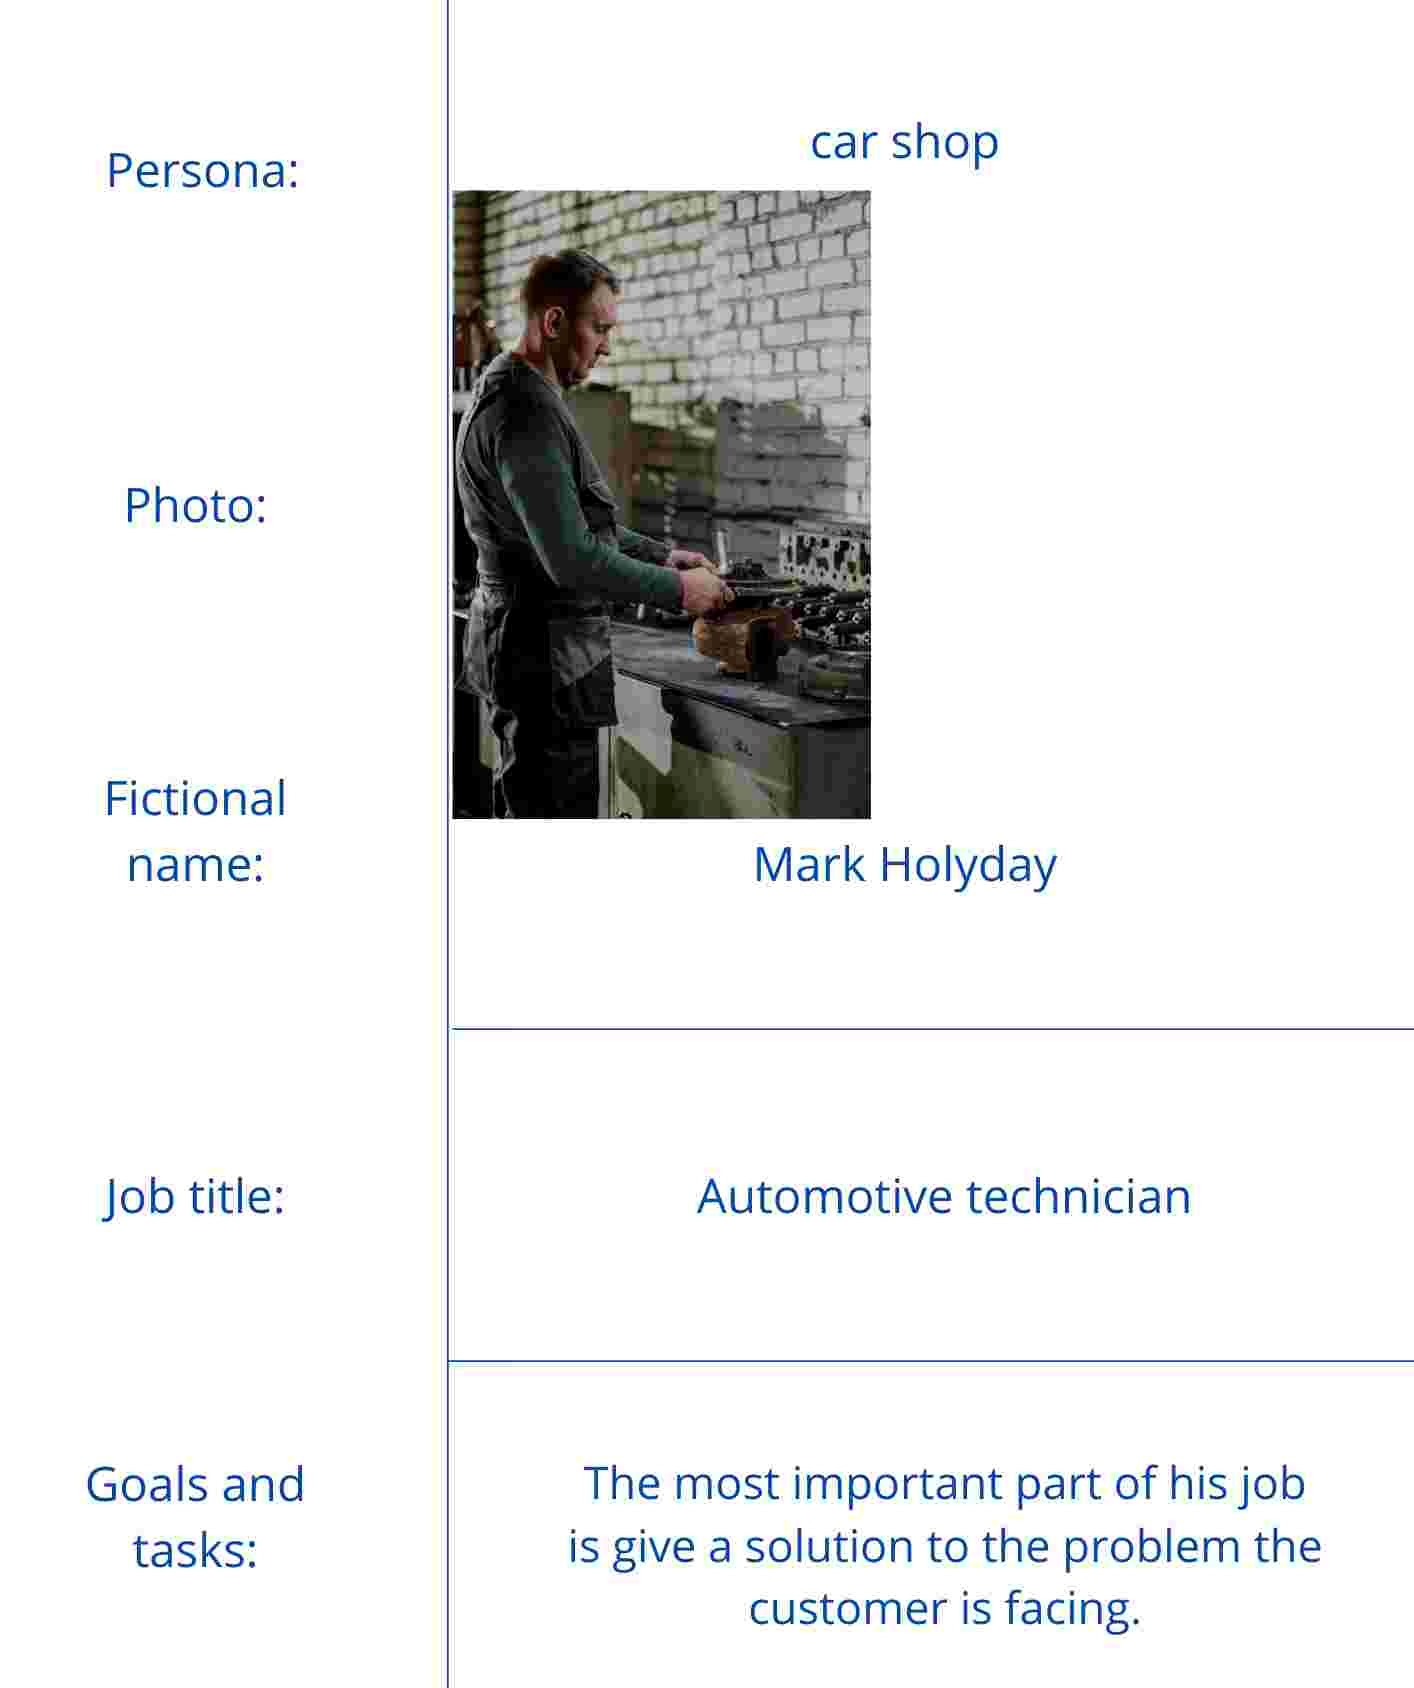 Persona:
car shop
Photo:
Fictional
name:
Mark Holyday
Job title:
Automotive technician
Goals and
tasks:
The most important part of his job
is give a solution to the problem the
customer is facing.